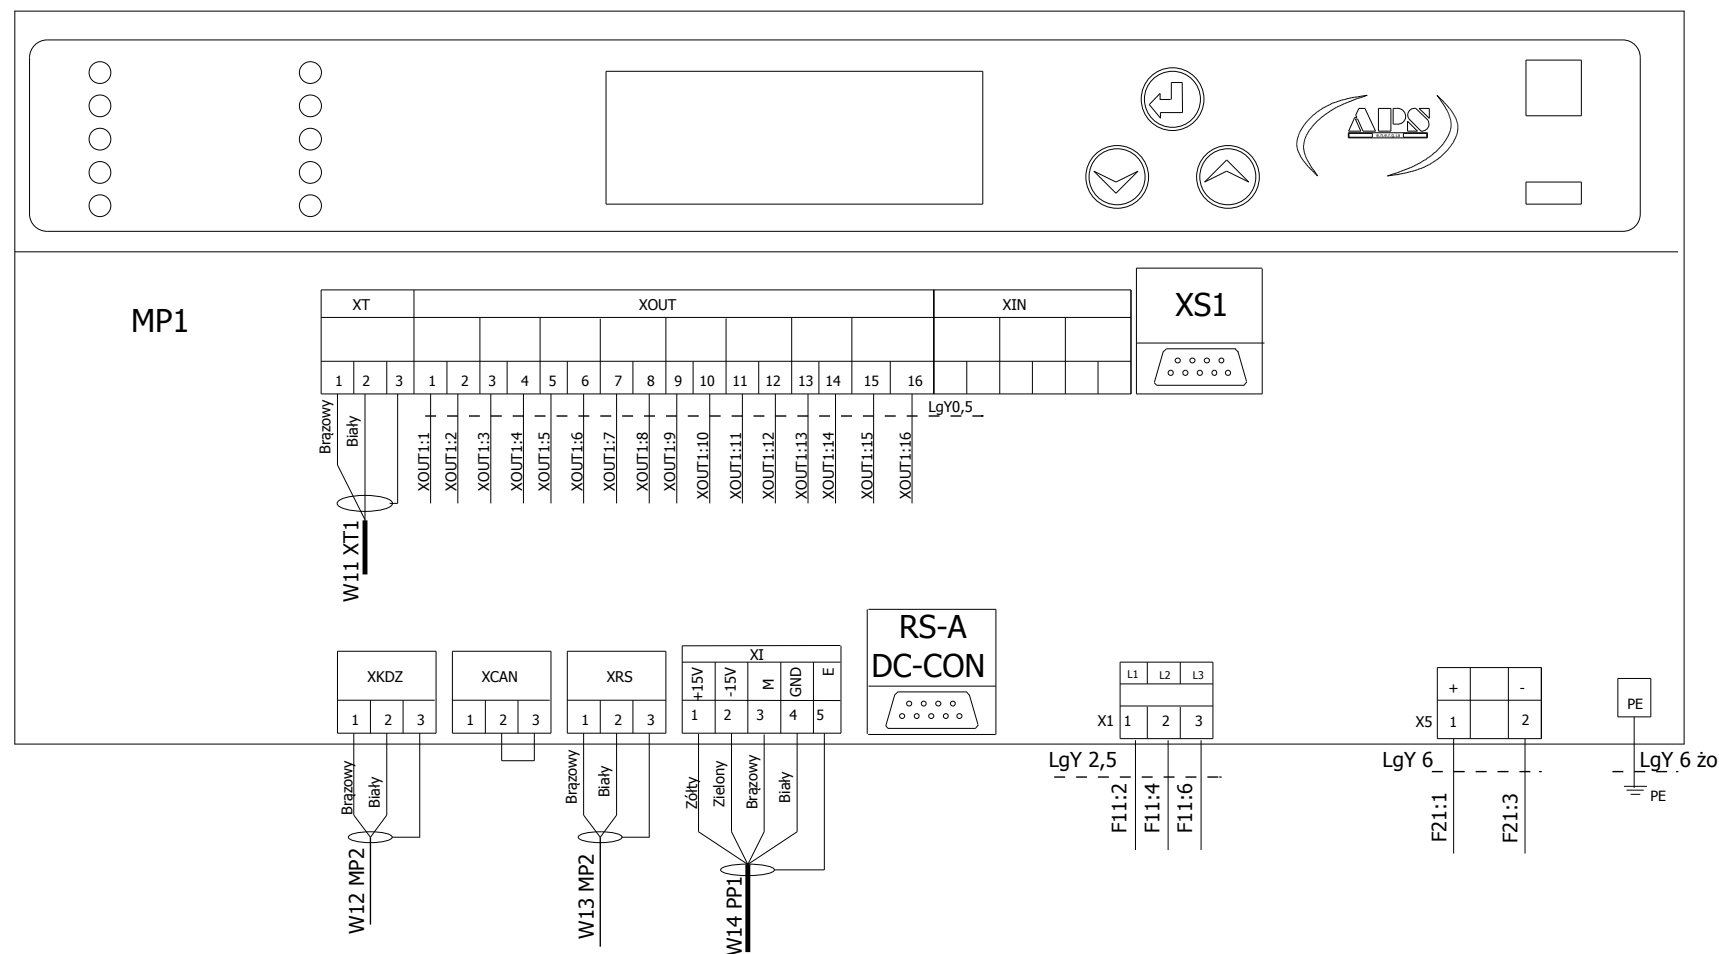 APS
MP1
XT XOUT XIN
XS1
1 2 3 1 2 3 4 5 6 7 8 9 10 11 12 13 14 15 16
LgY0,5
Brązowy
Biały
XOUT1:1
XOUT1:2
XOUT1:3
XOUT1:4
XOUT1:5
XOUT1:6
XOUT1:7
XOUT1:8
XOUT1:9
XOUT1:10
XOUT1:11
XOUT1:12
XOUT1:13
XOUT1:14
XOUT1:15
XOUT1:16
W11 XT1
XKDZ
1 2 3
Brązowy
Biały
W12 MP2
XCAN
1 2 3
XRS
1 2 3
Brązowy
Biały
W13 MP2
XI
+15V
-15V
M
GND
E
1 2 3 4 5
Żółty
Zielony
Brązowy
Biały
W14 PP1
RS-A
DC-CON
L1 L2 L3
X1 1 2 3
LgY 2,5
F11:2
F11:4
F11:6
+ -
X5 1 2
LgY 6
F21:1
F21:3
PE
LgY 6 żo
PE